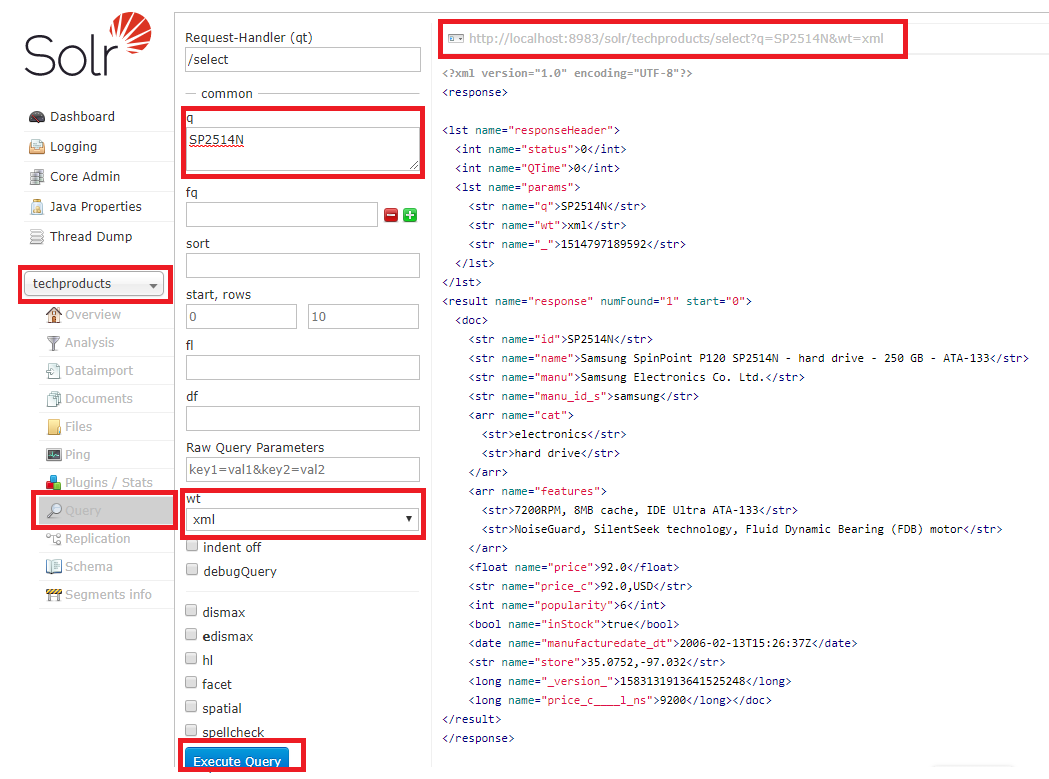 Solr
Dashboard
Logging
Core Admin
Java Properties
Thread Dump
techproducts
Overview
Analysis
Dataimport
Documents
Files
Ping
Plugins / Stats
Query
Replication
Schema
Segments info
Request-Handler (qt)
/select
common
q
SP2514N
fq
sort
start, rows
0 10
fl
df
Raw Query Parameters
key1=val1&key2=val2
wt
xml
indent off
debugQuery
dismax
edismax
hl
facet
spatial
spellcheck
Execute Query
http://localhost:8983/solr/techproducts/select?q=SP2514N&wt=xml
<?xml version="1.0" encoding="UTF-8"?>
<response>
<lst name="responseHeader">
<int name="status">0</int>
<int name="QTime">0</int>
<lst name="params">
<str name="q">SP2514N</str>
<str name="wt">xml</str>
<str name="_">1514797189592</str>
</lst>
</lst>
<result name="response" numFound="1" start="0">
<doc>
<str name="id">SP2514N</str>
<str name="name">Samsung SpinPoint P120 SP2514N - hard drive - 250 GB - ATA-133</str>
<str name="manu">Samsung Electronics Co. Ltd.</str>
<str name="manu_id_s">samsung</str>
<arr name="cat">
<str>electronics</str>
<str>hard drive</str>
</arr>
<arr name="features">
<str>7200RPM, 8MB cache, IDE Ultra ATA-133</str>
<str>NoiseGuard, SilentSeek technology, Fluid Dynamic Bearing (FDB) motor</str>
</arr>
<float name="price">92.0</float>
<str name="price_c">92.0,USD</str>
<int name="popularity">6</int>
<bool name="inStock">true</bool>
<date name="manufacturedate_dt">2006-02-13T15:26:37Z</date>
<str name="store">35.0752,-97.032</str>
<long name="_version_">1583131913641525248</long>
<long name="price_c____l_ns">9200</long></doc>
</result>
</response>